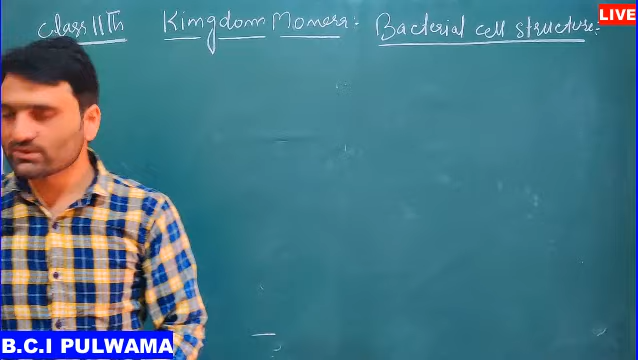 Class 11th Kingdom Monera: Bacterial cell structure:
LIVE
B.C.I PULWAMA